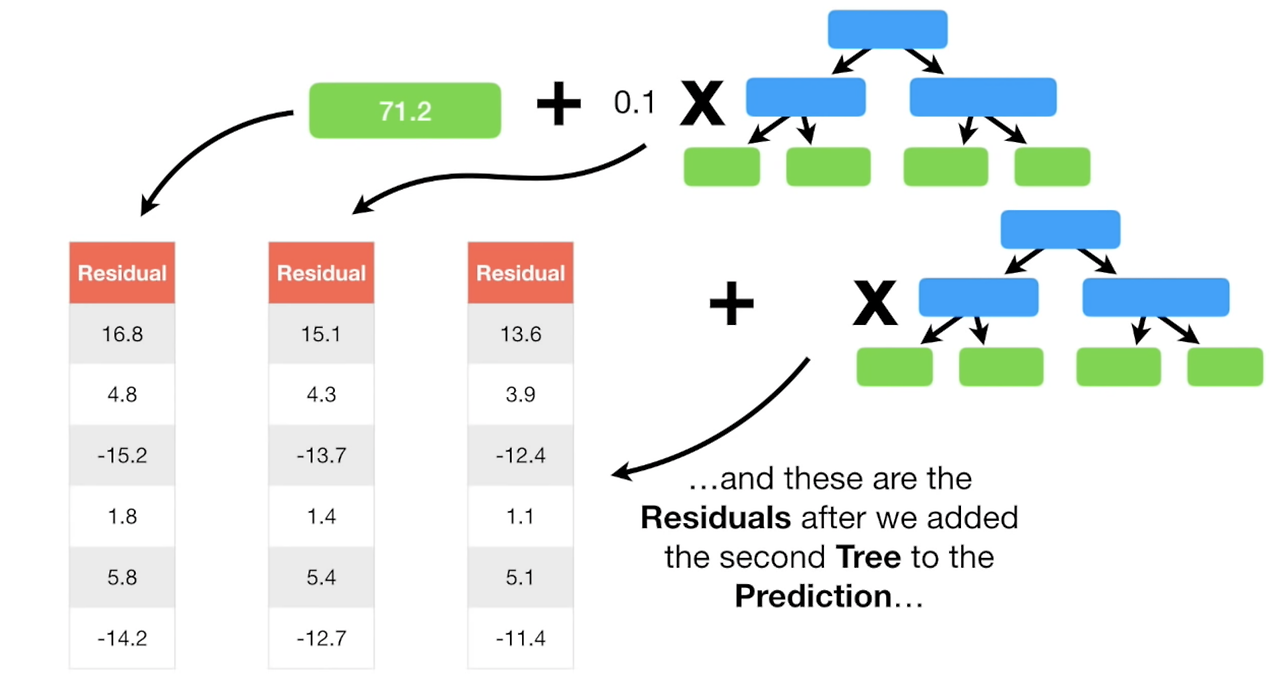 71.2 + 0.1 X
+ X
Residual Residual Residual
16.8 15.1 13.6
4.8 4.3 3.9
-15.2 -13.7 -12.4
1.8 1.4 1.1
5.8 5.4 5.1
-14.2 -12.7 -11.4
...and these are the
Residuals after we added
the second Tree to the
Prediction...